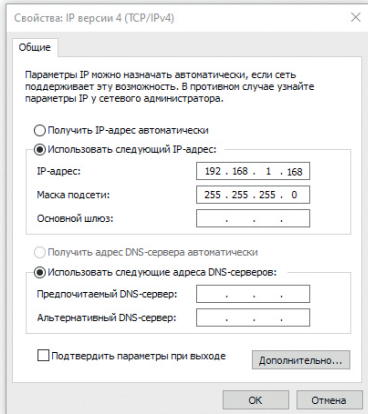 Свойства: IP версии 4 (TCP/IPv4)
Общие
Параметры IP можно назначать автоматически, если сеть
поддерживает эту возможность. В противном случае узнайте
параметры IP у сетевого администратора.
Получить IP-адрес автоматически
Использовать следующий IP-адрес:
IP-адрес: 192 . 168 . 1 . 168
Маска подсети: 255 . 255 . 255 . 0
Основной шлюз: . . .
Получить адрес DNS-сервера автоматически
Использовать следующие адреса DNS-серверов:
Предпочитаемый DNS-сервер: . . .
Альтернативный DNS-сервер: . . .
Подтвердить параметры при выходе
Дополнительно...
OK Отмена